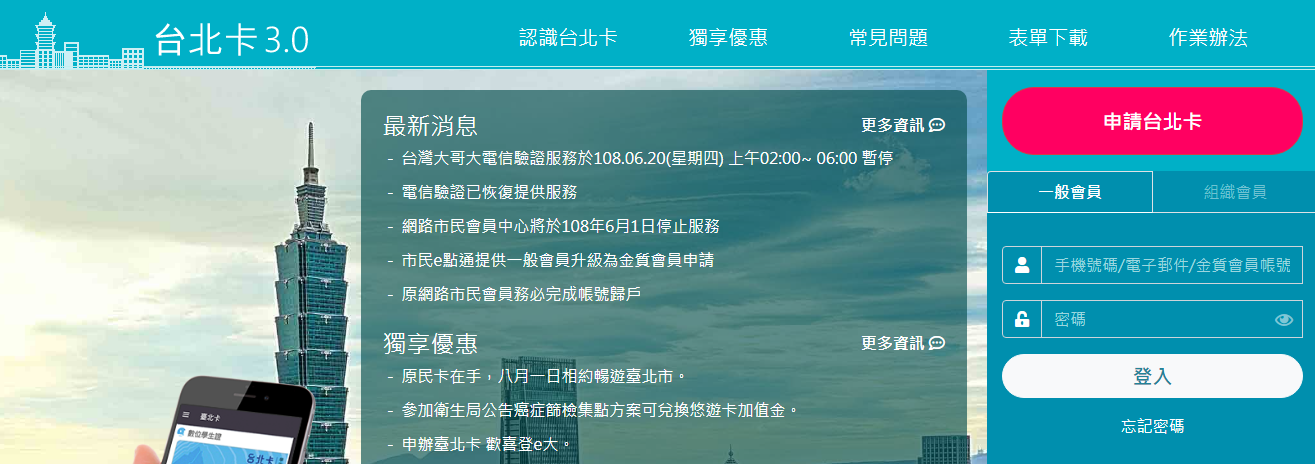 台北卡 3.0
認識台北卡 獨享優惠 常見問題 表單下載 作業辦法
最新消息 更多資訊
- 台灣大哥大電信驗證服務於108.06.20(星期四) 上午02:00~ 06:00 暫停
- 電信驗證已恢復提供服務
- 網路市民會員中心將於108年6月1日停止服務
- 市民e點通提供一般會員升級為金質會員申請
- 原網路市民會員務必完成帳號歸戶
獨享優惠 更多資訊
- 原民卡在手，八月一日相約暢遊臺北市。
- 參加衛生局公告癌症篩檢集點方案可兌換悠遊卡加值金。
- 申辦臺北卡 歡喜登e大。
申請台北卡
一般會員 組織會員
手機號碼/電子郵件/金質會員帳號
密碼
登入
忘記密碼
臺北卡
數位學生證
台北卡